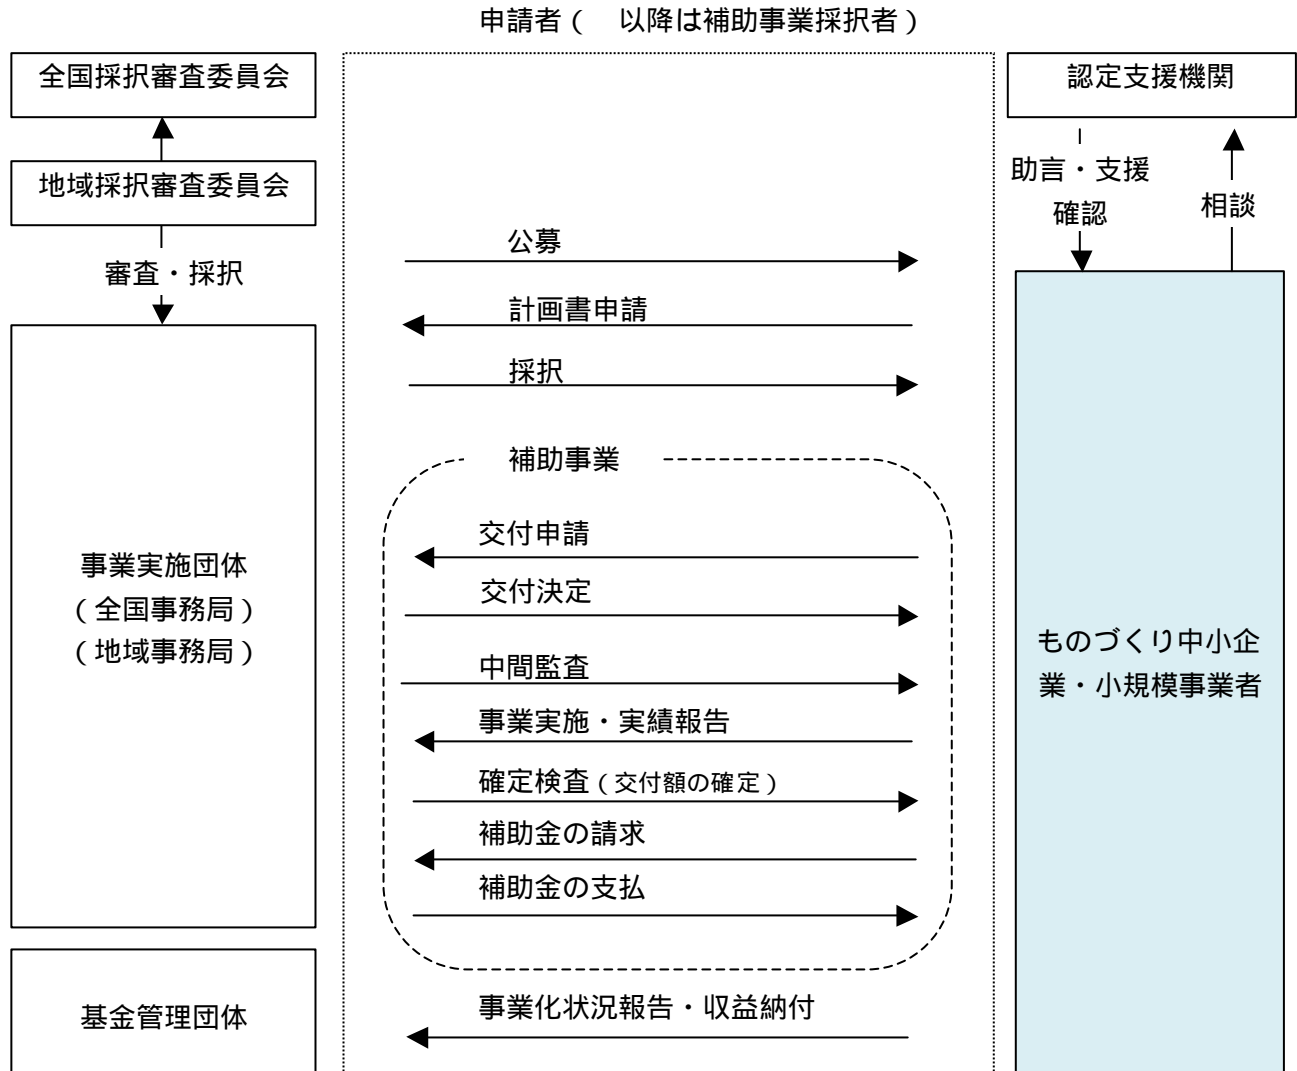 申請者（　以降は補助事業採択者）
全国採択審査委員会
地域採択審査委員会
審査・採択
事業実施団体
（全国事務局）
（地域事務局）
基金管理団体
公募
計画書申請
採択
補助事業
交付申請
交付決定
中間監査
事業実施・実績報告
確定検査（交付額の確定）
補助金の請求
補助金の支払
事業化状況報告・収益納付
認定支援機関
助言・支援
確認
相談
ものづくり中小企
業・小規模事業者